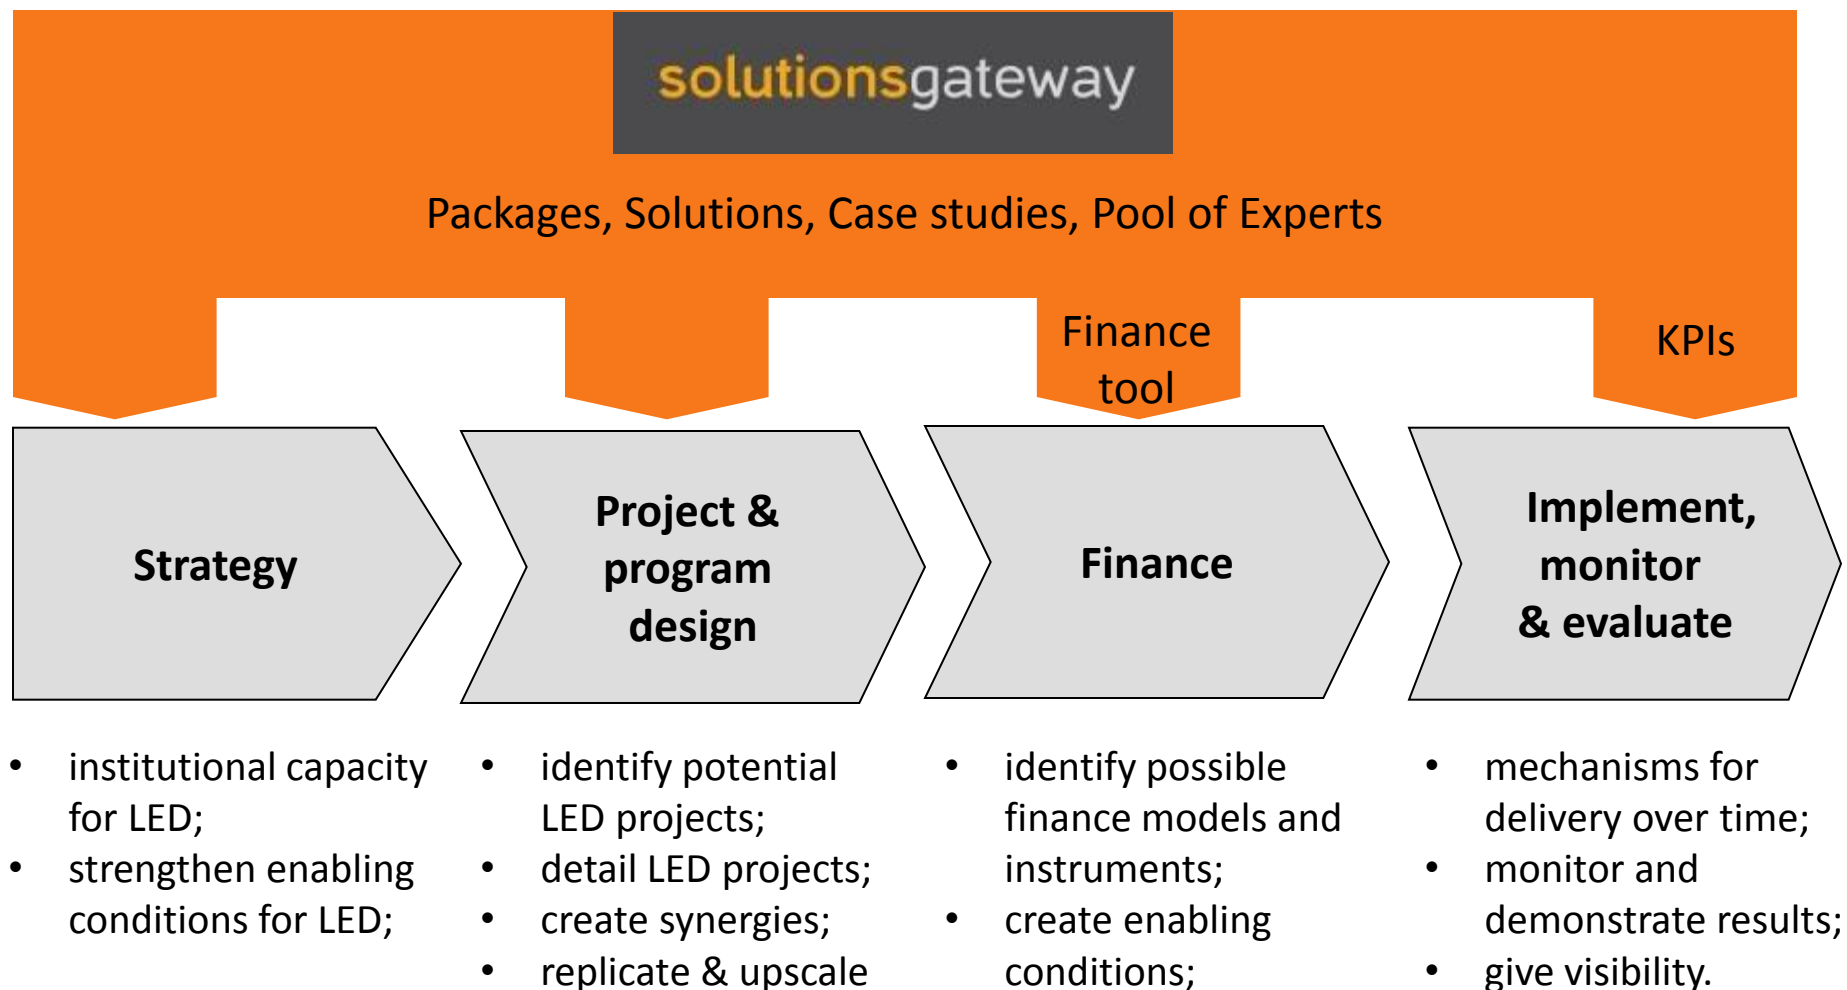 solutionsgateway
Packages, Solutions, Case studies, Pool of Experts
Finance
tool
KPIs
Strategy
Project &
program
design
Finance
Implement,
monitor
& evaluate
• institutional capacity
for LED;
• strengthen enabling
conditions for LED;
• identify potential
LED projects;
• detail LED projects;
• create synergies;
• replicate & upscale
• identify possible
finance models and
instruments;
• create enabling
conditions;
• mechanisms for
delivery over time;
• monitor and
demonstrate results;
• give visibility.